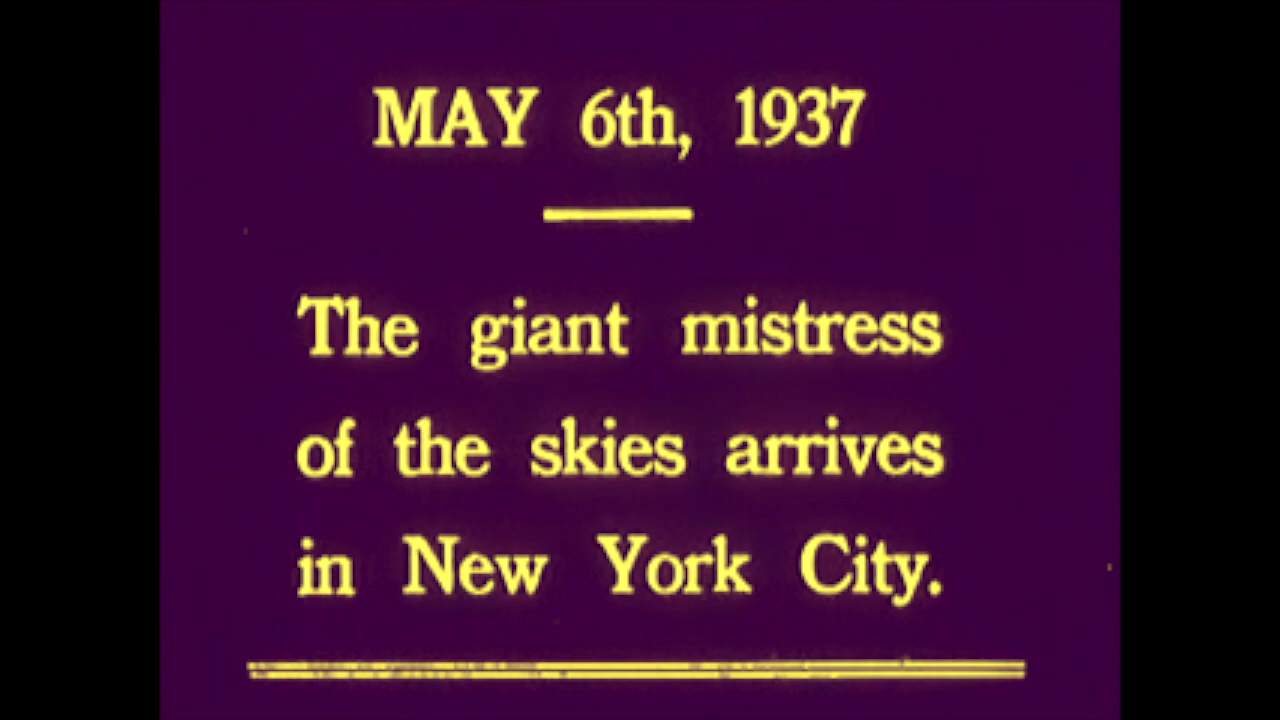 MAY 6th, 1937
The giant mistress
of the skies arrives
in New York City.